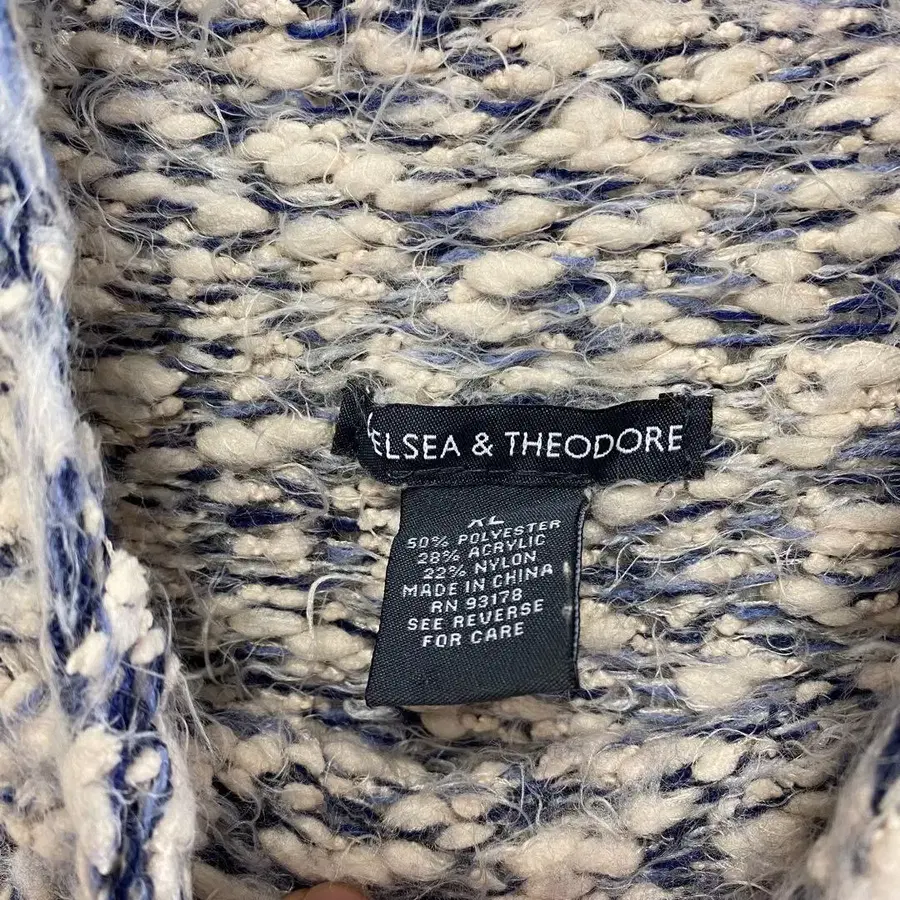 ELSEA & THEODORE
XL
50% POLYESTER
28% ACRYLIC
22% NYLON
MADE IN CHINA
RN 93178
SEE REVERSE
FOR CARE